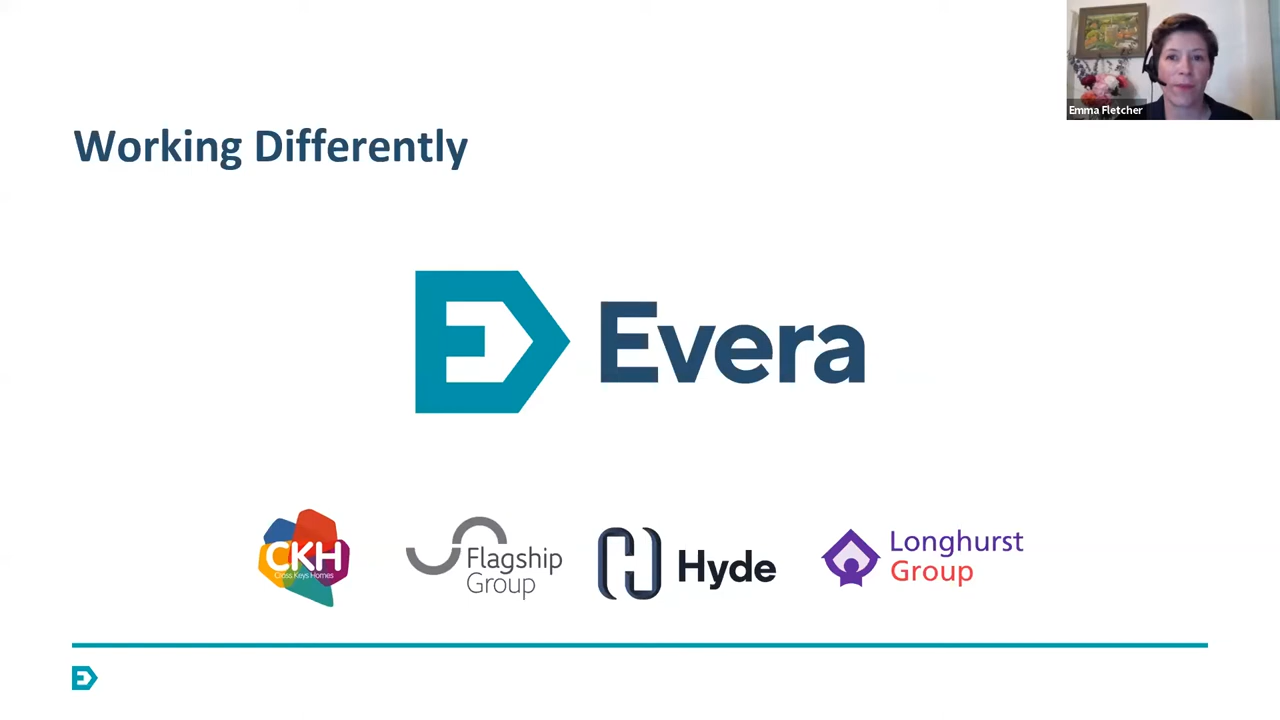 Emma Fletcher
Working Differently
Evera
CKH
Cross Keys Homes
Flagship
Group
Hyde
Longhurst
Group